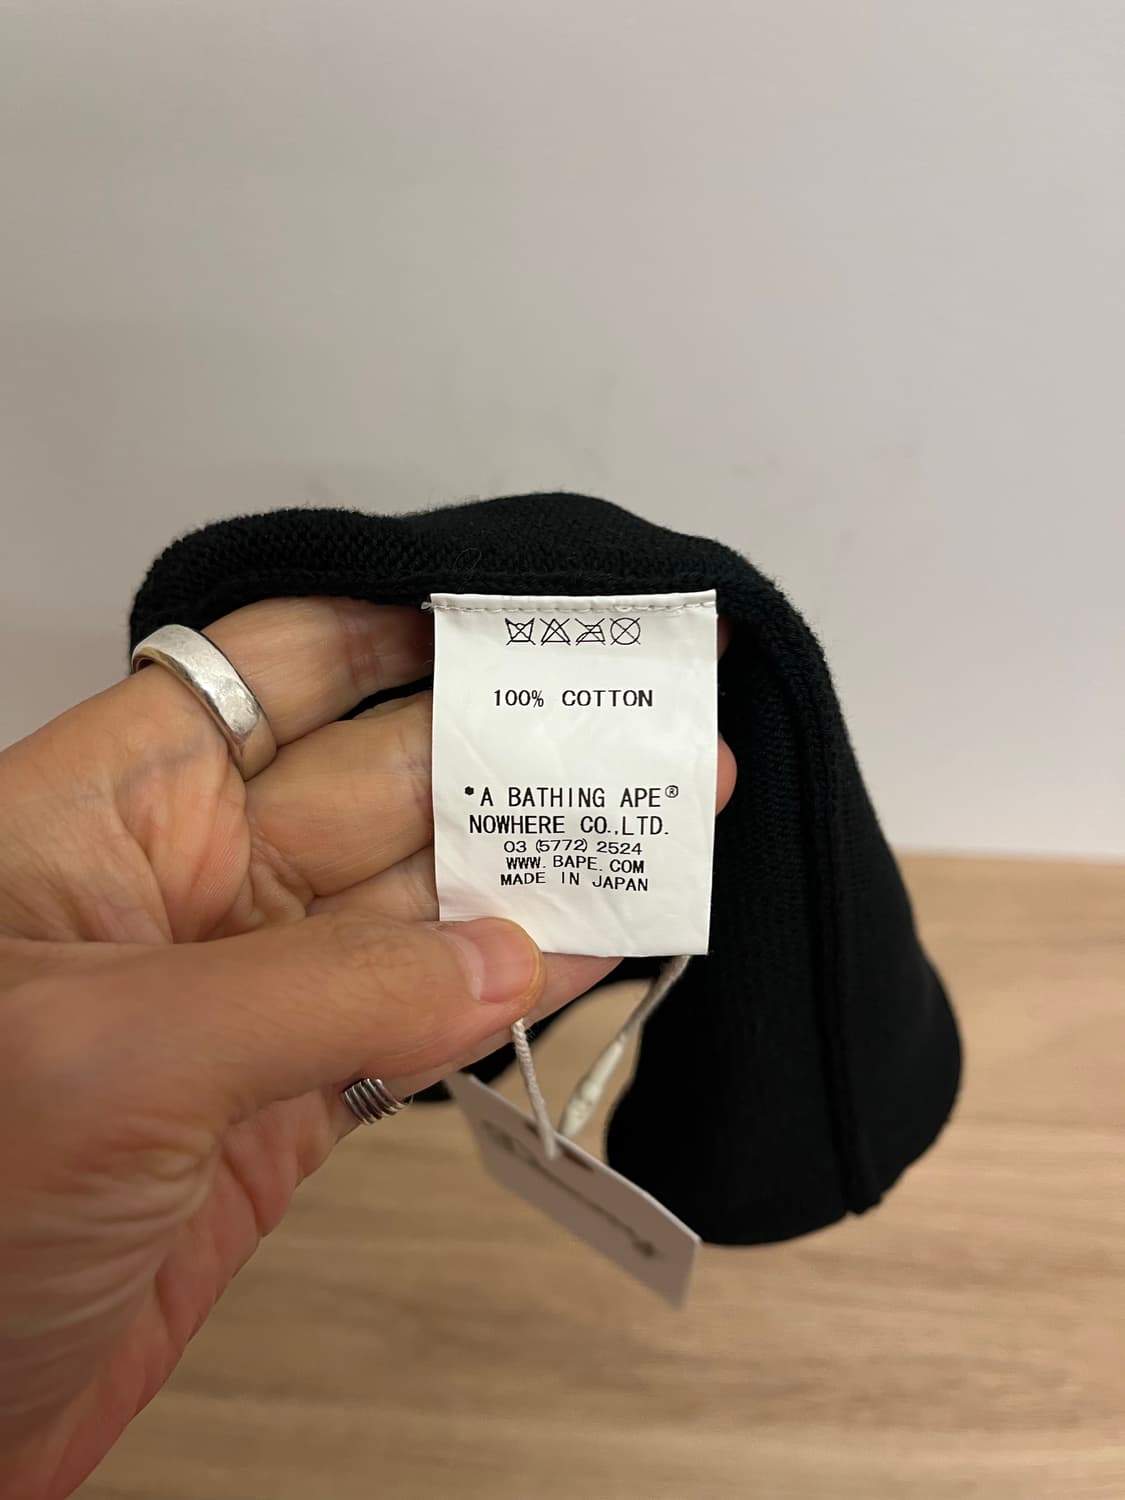 100% COTTON
*A BATHING APE®
NOWHERE CO.,LTD.
03 (5772) 2524
WWW. BAPE. COM
MADE IN JAPAN